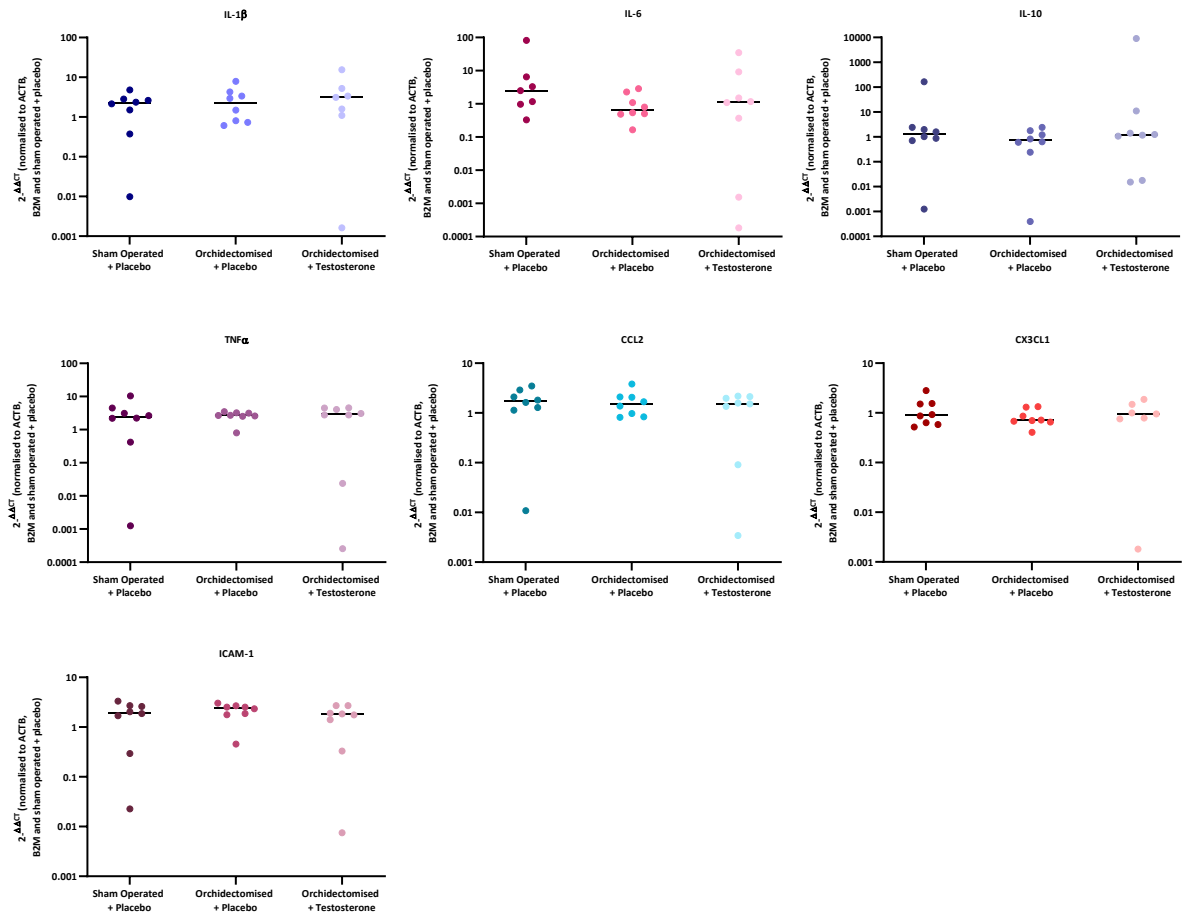 IL-1β
2-ΔΔCT (normalised to ACTB,
B2M and sham operated + placebo)
100
10
1
0.1
0.01
0.001
Sham Operated
+ Placebo
Orchidectomised
+ Placebo
Orchidectomised
+ Testosterone
IL-6
2-ΔΔCT (normalised to ACTB,
B2M and sham operated + placebo)
100
10
1
0.1
0.01
0.001
0.0001
Sham Operated
+ Placebo
Orchidectomised
+ Placebo
Orchidectomised
+ Testosterone
IL-10
2-ΔΔCT (normalised to ACTB,
B2M and sham operated + placebo)
10000
1000
100
10
1
0.1
0.01
0.001
0.0001
Sham Operated
+ Placebo
Orchidectomised
+ Placebo
Orchidectomised
+ Testosterone
TNFα
2-ΔΔCT (normalised to ACTB,
B2M and sham operated + placebo)
100
10
1
0.1
0.01
0.001
0.0001
Sham Operated
+ Placebo
Orchidectomised
+ Placebo
Orchidectomised
+ Testosterone
CCL2
2-ΔΔCT (normalised to ACTB,
B2M and sham operated + placebo)
10
1
0.1
0.01
0.001
Sham Operated
+ Placebo
Orchidectomised
+ Placebo
Orchidectomised
+ Testosterone
CX3CL1
2-ΔΔCT (normalised to ACTB,
B2M and sham operated + placebo)
10
1
0.1
0.01
0.001
Sham Operated
+ Placebo
Orchidectomised
+ Placebo
Orchidectomised
+ Testosterone
ICAM-1
2-ΔΔCT (normalised to ACTB,
B2M and sham operated + placebo)
10
1
0.1
0.01
0.001
Sham Operated
+ Placebo
Orchidectomised
+ Placebo
Orchidectomised
+ Testosterone